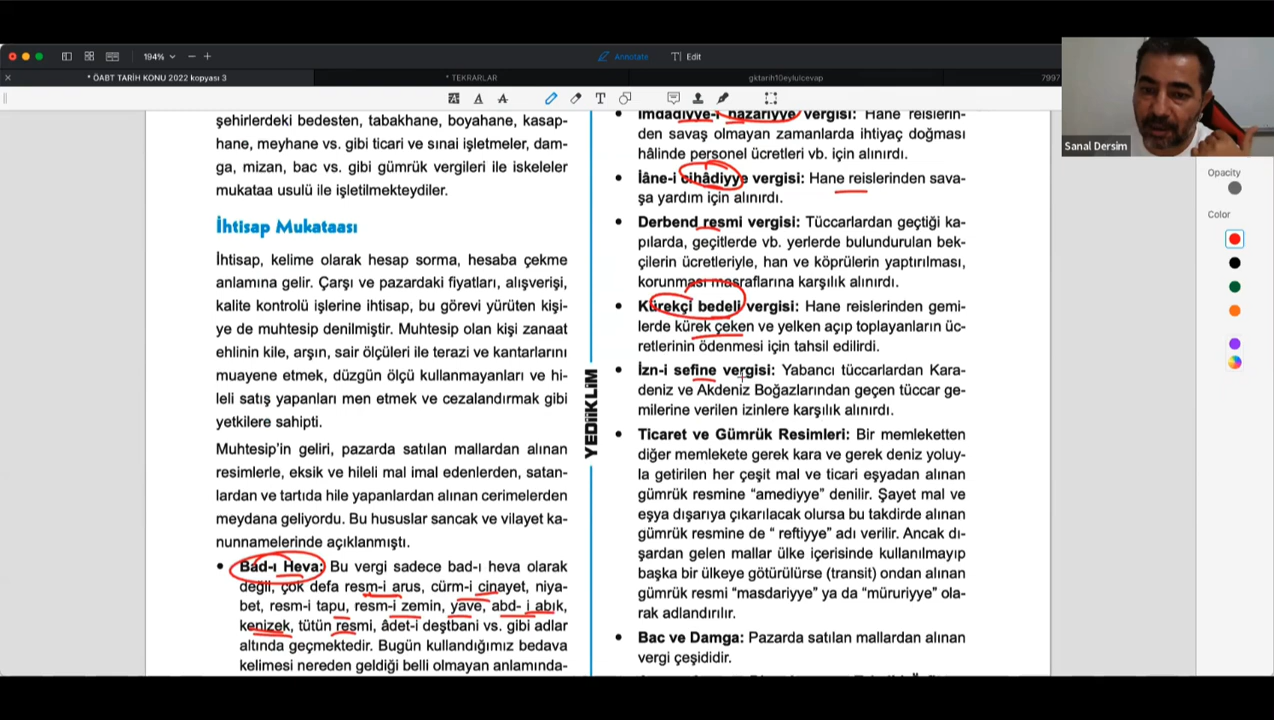 194%
Annotate
Edit
* ÖABT TARİH KONU 2022 kopyası 3
* TEKRARLAR
gktarih10eylulcevap
7997
Sanal Dersim
Opacity
Color
şehirlerdeki bedesten, tabakhane, boyahane, kasap-
hane, meyhane vs. gibi ticari ve sınai işletmeler, dam-
ga, mizan, bac vs. gibi gümrük vergileri ile iskeleler
mukataa usulü ile işletilmekteydiler.
İhtisap Mukataası
İhtisap, kelime olarak hesap sorma, hesaba çekme
anlamına gelir. Çarşı ve pazardaki fiyatları, alışverişi,
kalite kontrolü işlerine ihtisap, bu görevi yürüten kişi-
ye de muhtesip denilmiştir. Muhtesip olan kişi zanaat
ehlinin kile, arşın, sair ölçüleri ile terazi ve kantarlarını
muayene etmek, düzgün ölçü kullanmayanları ve hi-
leli satış yapanları men etmek ve cezalandırmak gibi
yetkilere sahipti.
Muhtesip’in geliri, pazarda satılan mallardan alınan
resimlerle, eksik ve hileli mal imal edenlerden, satan-
lardan ve tartıda hile yapanlardan alınan cerimelerden
meydana geliyordu. Bu hususlar sancak ve vilayet ka-
nunnamelerinde açıklanmıştı.
• Bad-ı Heva: Bu vergi sadece bad-ı heva olarak
değil, çok defa resm-i arus, cürm-i cinayet, niya-
bet, resm-i tapu, resm-i zemin, yave, abd- i abık,
kenizek, tütün resmi, âdet-i deştbani vs. gibi adlar
altında geçmektedir. Bugün kullandığımız bedava
kelimesi nereden geldiği belli olmayan anlamında-
YEDİİKLİM
• İmdadiyye-i hazariyye vergisi: Hane reislerin-
den savaş olmayan zamanlarda ihtiyaç doğması
hâlinde personel ücretleri vb. için alınırdı.
• İâne-i cihâdiyye vergisi: Hane reislerinden sava-
şa yardım için alınırdı.
• Derbend resmi vergisi: Tüccarlardan geçtiği ka-
pılarda, geçitlerde vb. yerlerde bulundurulan bek-
çilerin ücretleriyle, han ve köprülerin yaptırılması,
korunması masraflarına karşılık alınırdı.
• Kürekçi bedeli vergisi: Hane reislerinden gemi-
lerde kürek çeken ve yelken açıp toplayanların üc-
retlerinin ödenmesi için tahsil edilirdi.
• İzn-i sefine vergisi: Yabancı tüccarlardan Kara-
deniz ve Akdeniz Boğazlarından geçen tüccar ge-
milerine verilen izinlere karşılık alınırdı.
• Ticaret ve Gümrük Resimleri: Bir memleketten
diğer memlekete gerek kara ve gerek deniz yoluy-
la getirilen her çeşit mal ve ticari eşyadan alınan
gümrük resmine “amediyye” denilir. Şayet mal ve
eşya dışarıya çıkarılacak olursa bu takdirde alınan
gümrük resmine de “ reftiyye” adı verilir. Ancak dı-
şardan gelen mallar ülke içerisinde kullanılmayıp
başka bir ülkeye götürülürse (transit) ondan alınan
gümrük resmi “masdariyye” ya da “müruriyye” ola-
rak adlandırılır.
• Bac ve Damga: Pazarda satılan mallardan alınan
vergi çeşididir.